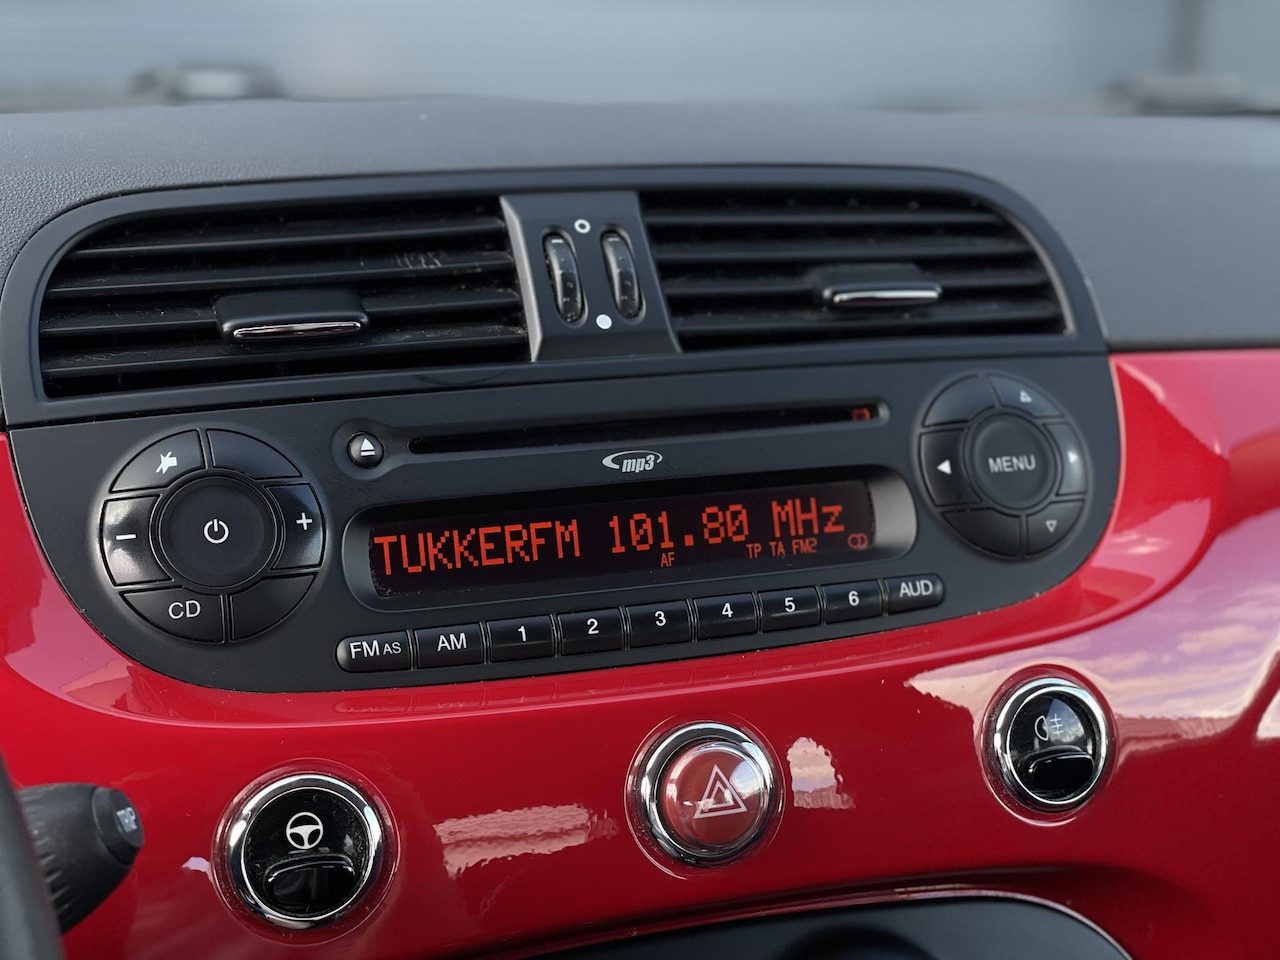 mp3
MENU
TUKKERFM 101.80 MHz
AF TP TA FM2
CD
FM AS AM 1 2 3 4 5 6 AUD
TRIP